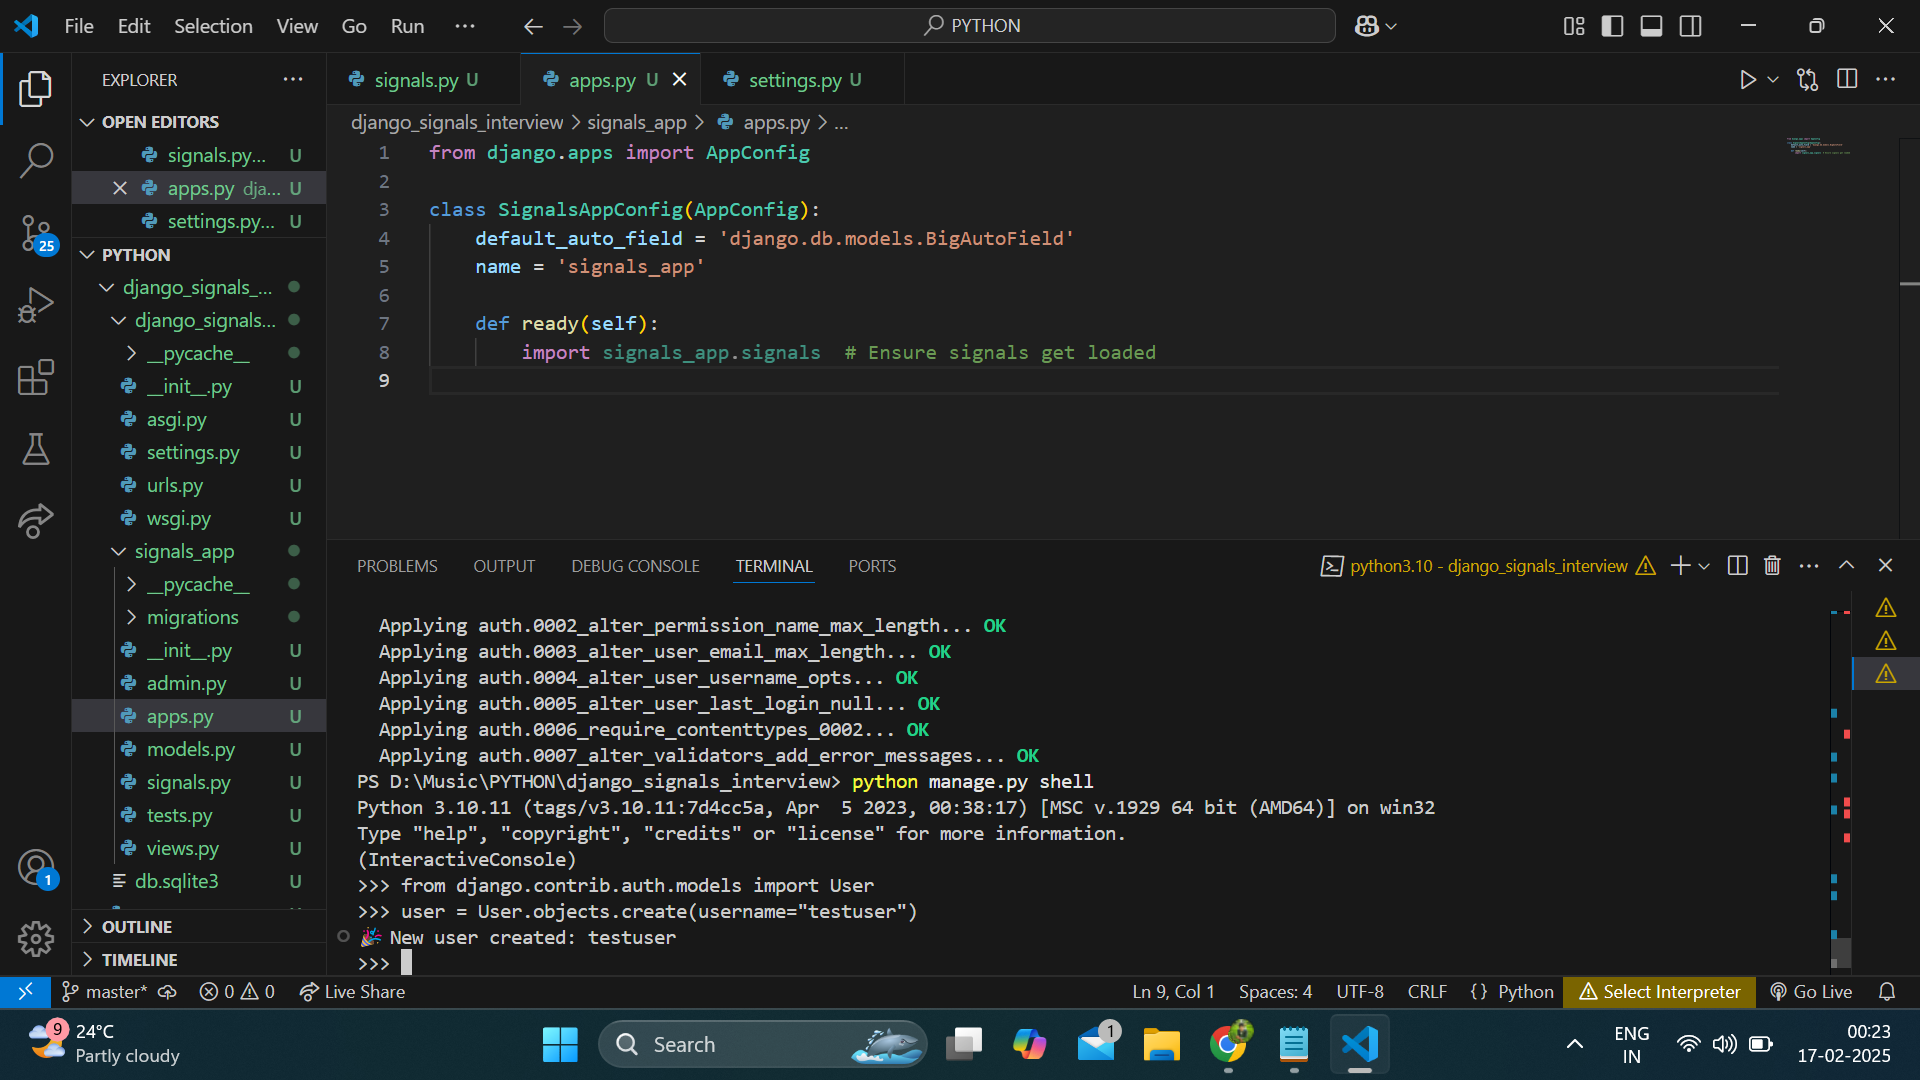 File Edit Selection View Go Run ...
PYTHON
EXPLORER
OPEN EDITORS
signals.py... U
apps.py dja... U
settings.py... U
PYTHON
django_signals_...
django_signals...
__pycache__
__init__.py U
asgi.py U
settings.py U
urls.py U
wsgi.py U
signals_app
__pycache__
migrations
__init__.py U
admin.py U
apps.py U
models.py U
signals.py U
tests.py U
views.py U
db.sqlite3 U
OUTLINE
TIMELINE
25
1
signals.py U
apps.py U
settings.py U
django_signals_interview > signals_app > apps.py > ...
1 from django.apps import AppConfig
2
3 class SignalsAppConfig(AppConfig):
4 default_auto_field = 'django.db.models.BigAutoField'
5 name = 'signals_app'
6
7 def ready(self):
8 import signals_app.signals # Ensure signals get loaded
9
PROBLEMS OUTPUT DEBUG CONSOLE TERMINAL PORTS
python3.10 - django_signals_interview
Applying auth.0002_alter_permission_name_max_length... OK
Applying auth.0003_alter_user_email_max_length... OK
Applying auth.0004_alter_user_username_opts... OK
Applying auth.0005_alter_user_last_login_null... OK
Applying auth.0006_require_contenttypes_0002... OK
Applying auth.0007_alter_validators_add_error_messages... OK
PS D:\Music\PYTHON\django_signals_interview> python manage.py shell
Python 3.10.11 (tags/v3.10.11:7d4cc5a, Apr  5 2023, 00:38:17) [MSC v.1929 64 bit (AMD64)] on win32
Type "help", "copyright", "credits" or "license" for more information.
(InteractiveConsole)
>>> from django.contrib.auth.models import User
>>> user = User.objects.create(username="testuser")
🎉 New user created: testuser
>>>
master* 0 0 Live Share
Ln 9, Col 1 Spaces: 4 UTF-8 CRLF {} Python Select Interpreter Go Live
9
24°C
Partly cloudy
Search
1
ENG
IN
00:23
17-02-2025